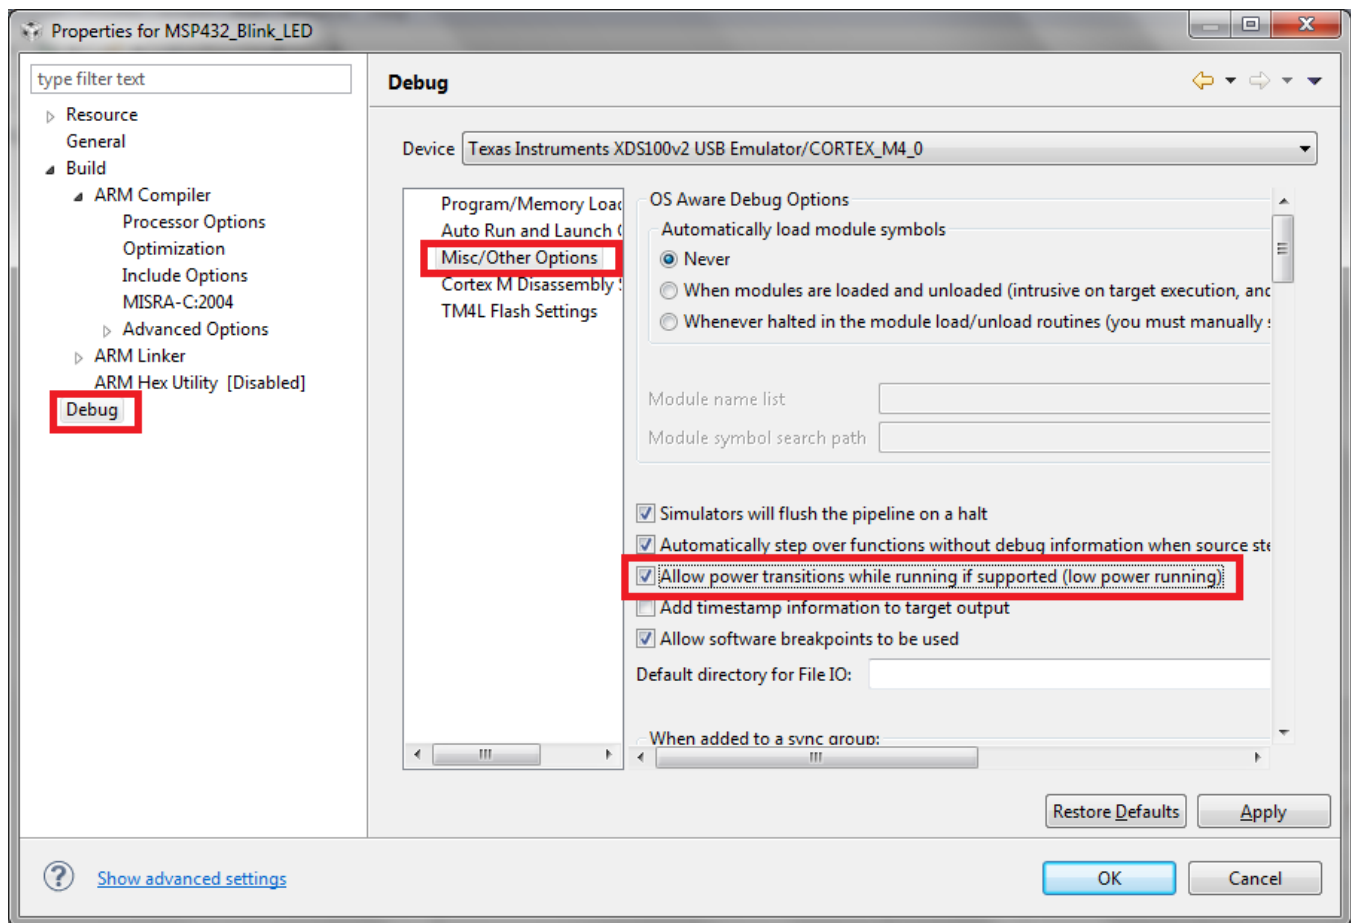 Properties for MSP432_Blink_LED
type filter text
Resource
General
Build
ARM Compiler
Processor Options
Optimization
Include Options
MISRA-C:2004
Advanced Options
ARM Linker
ARM Hex Utility [Disabled]
Debug
Debug
Device Texas Instruments XDS100v2 USB Emulator/CORTEX_M4_0
Program/Memory Load
Auto Run and Launch
Misc/Other Options
Cortex M Disassembly
TM4L Flash Settings
OS Aware Debug Options
Automatically load module symbols
Never
When modules are loaded and unloaded (intrusive on target execution, and
Whenever halted in the module load/unload routines (you must manually
Module name list
Module symbol search path
Simulators will flush the pipeline on a halt
Automatically step over functions without debug information when source ste
Allow power transitions while running if supported (low power running)
Add timestamp information to target output
Allow software breakpoints to be used
Default directory for File IO:
When added to a sync group:
Restore Defaults
Apply
? Show advanced settings
OK
Cancel